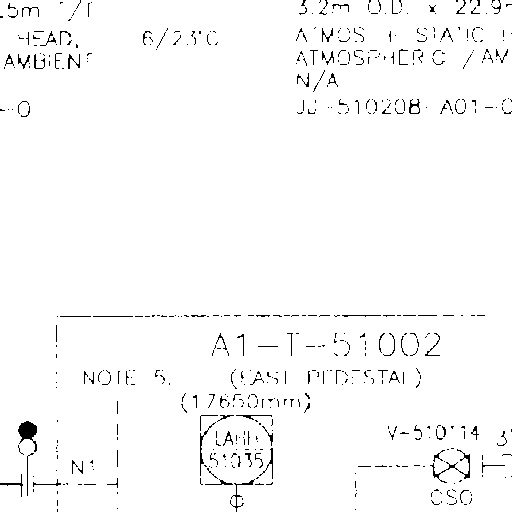 .5m T/T
HEAD,
6/23°C
AMBIENT
-0
3.2m O.D. x 22.9
ATMOS + STATIC
ATMOSPHERIC / AM
N/A
JJ-510208-A01-0
A1-T-51002
NOTE 5. (EAST PEDESTAL)
(17650mm)
LAHH
51035
V-510114
3
N1
CSO